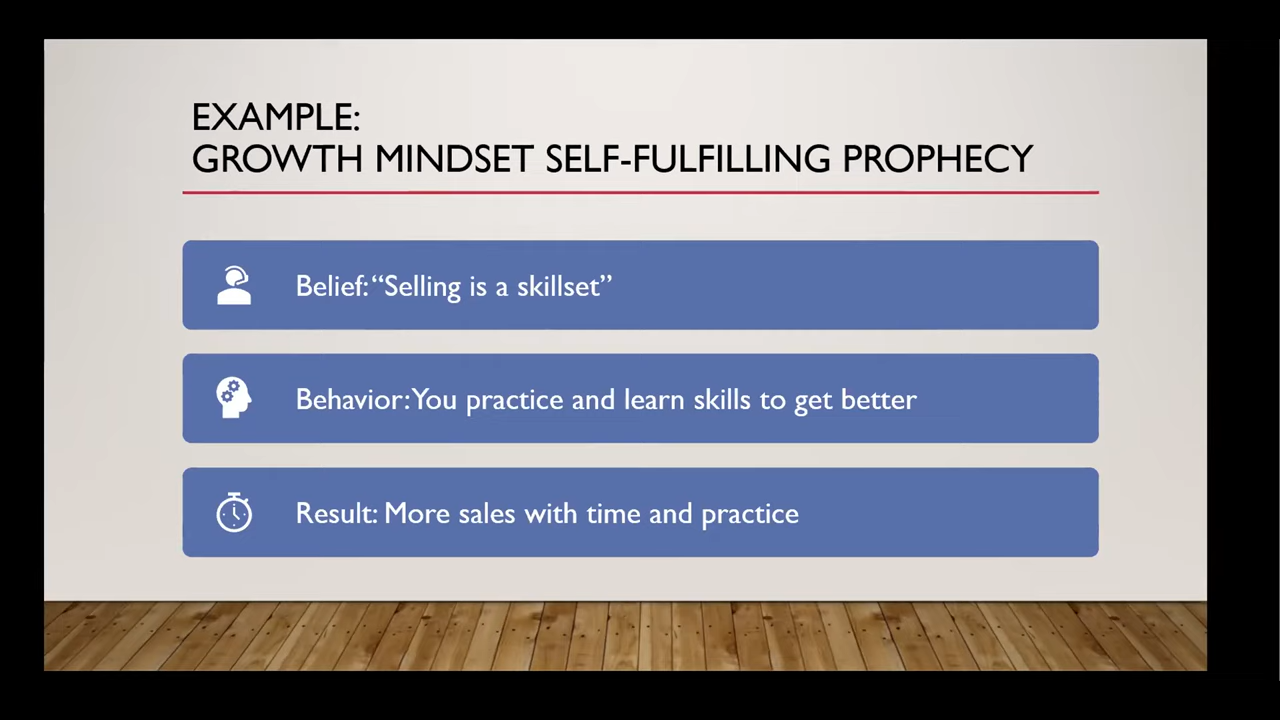 EXAMPLE:
GROWTH MINDSET SELF-FULFILLING PROPHECY
Belief: “Selling is a skillset”
Behavior: You practice and learn skills to get better
Result: More sales with time and practice